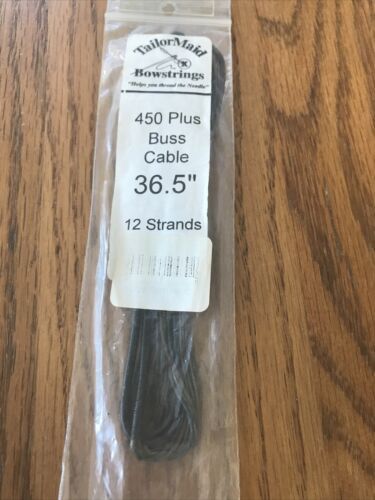 TailorMaid
Bowstrings
"Helps you thread the Needle"
450 Plus
Buss
Cable
36.5"
12 Strands